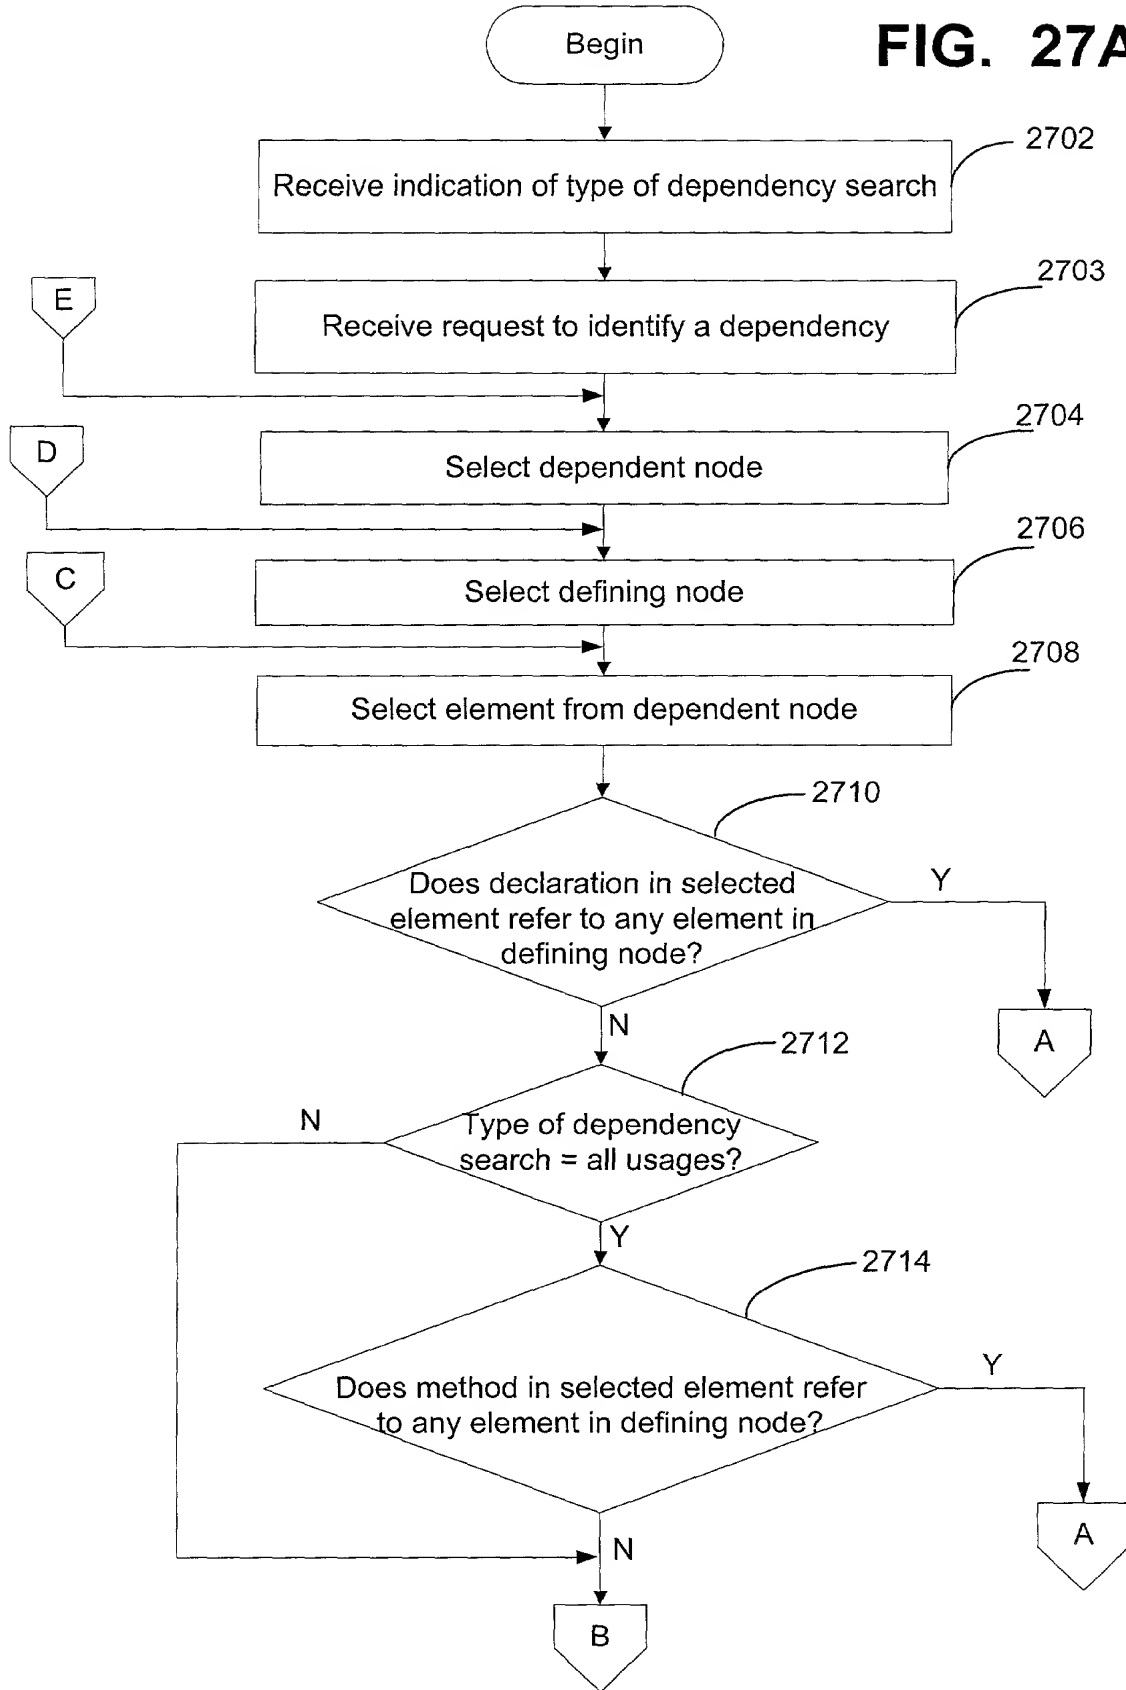 Begin
FIG. 27A
2702
Receive indication of type of dependency search
2703
E
Receive request to identify a dependency
2704
D
Select dependent node
2706
C
Select defining node
2708
Select element from dependent node
2710
Does declaration in selected
element refer to any element in
defining node?
Y
A
N
2712
N
Type of dependency
search = all usages?
Y
2714
Does method in selected element refer
to any element in defining node?
Y
A
N
B